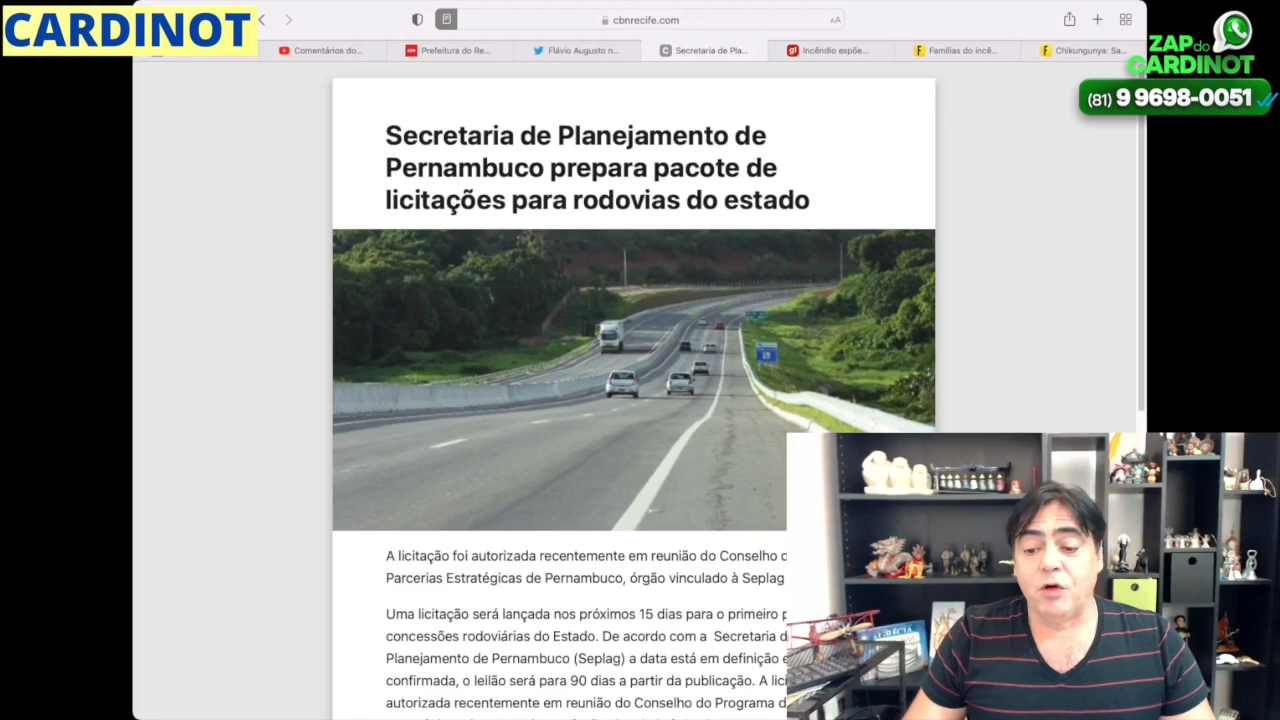 CARDINOT
cbnrecife.com
AA
Comentários do...
Prefeitura do Re...
Flávio Augusto n...
C Secretaria de Pla...
g1 Incêndio expõe...
F Famílias do incê...
F Chikungunya: Sa...
ZAP do
CARDINOT
(81) 9 9698-0051
Secretaria de Planejamento de
Pernambuco prepara pacote de
licitações para rodovias do estado
A licitação foi autorizada recentemente em reunião do Conselho d
Parcerias Estratégicas de Pernambuco, órgão vinculado à Seplag
Uma licitação será lançada nos próximos 15 dias para o primeiro p
concessões rodoviárias do Estado. De acordo com a Secretaria d
Planejamento de Pernambuco (Seplag) a data está em definição e
confirmada, o leilão será para 90 dias a partir da publicação. A lici
autorizada recentemente em reunião do Conselho do Programa d